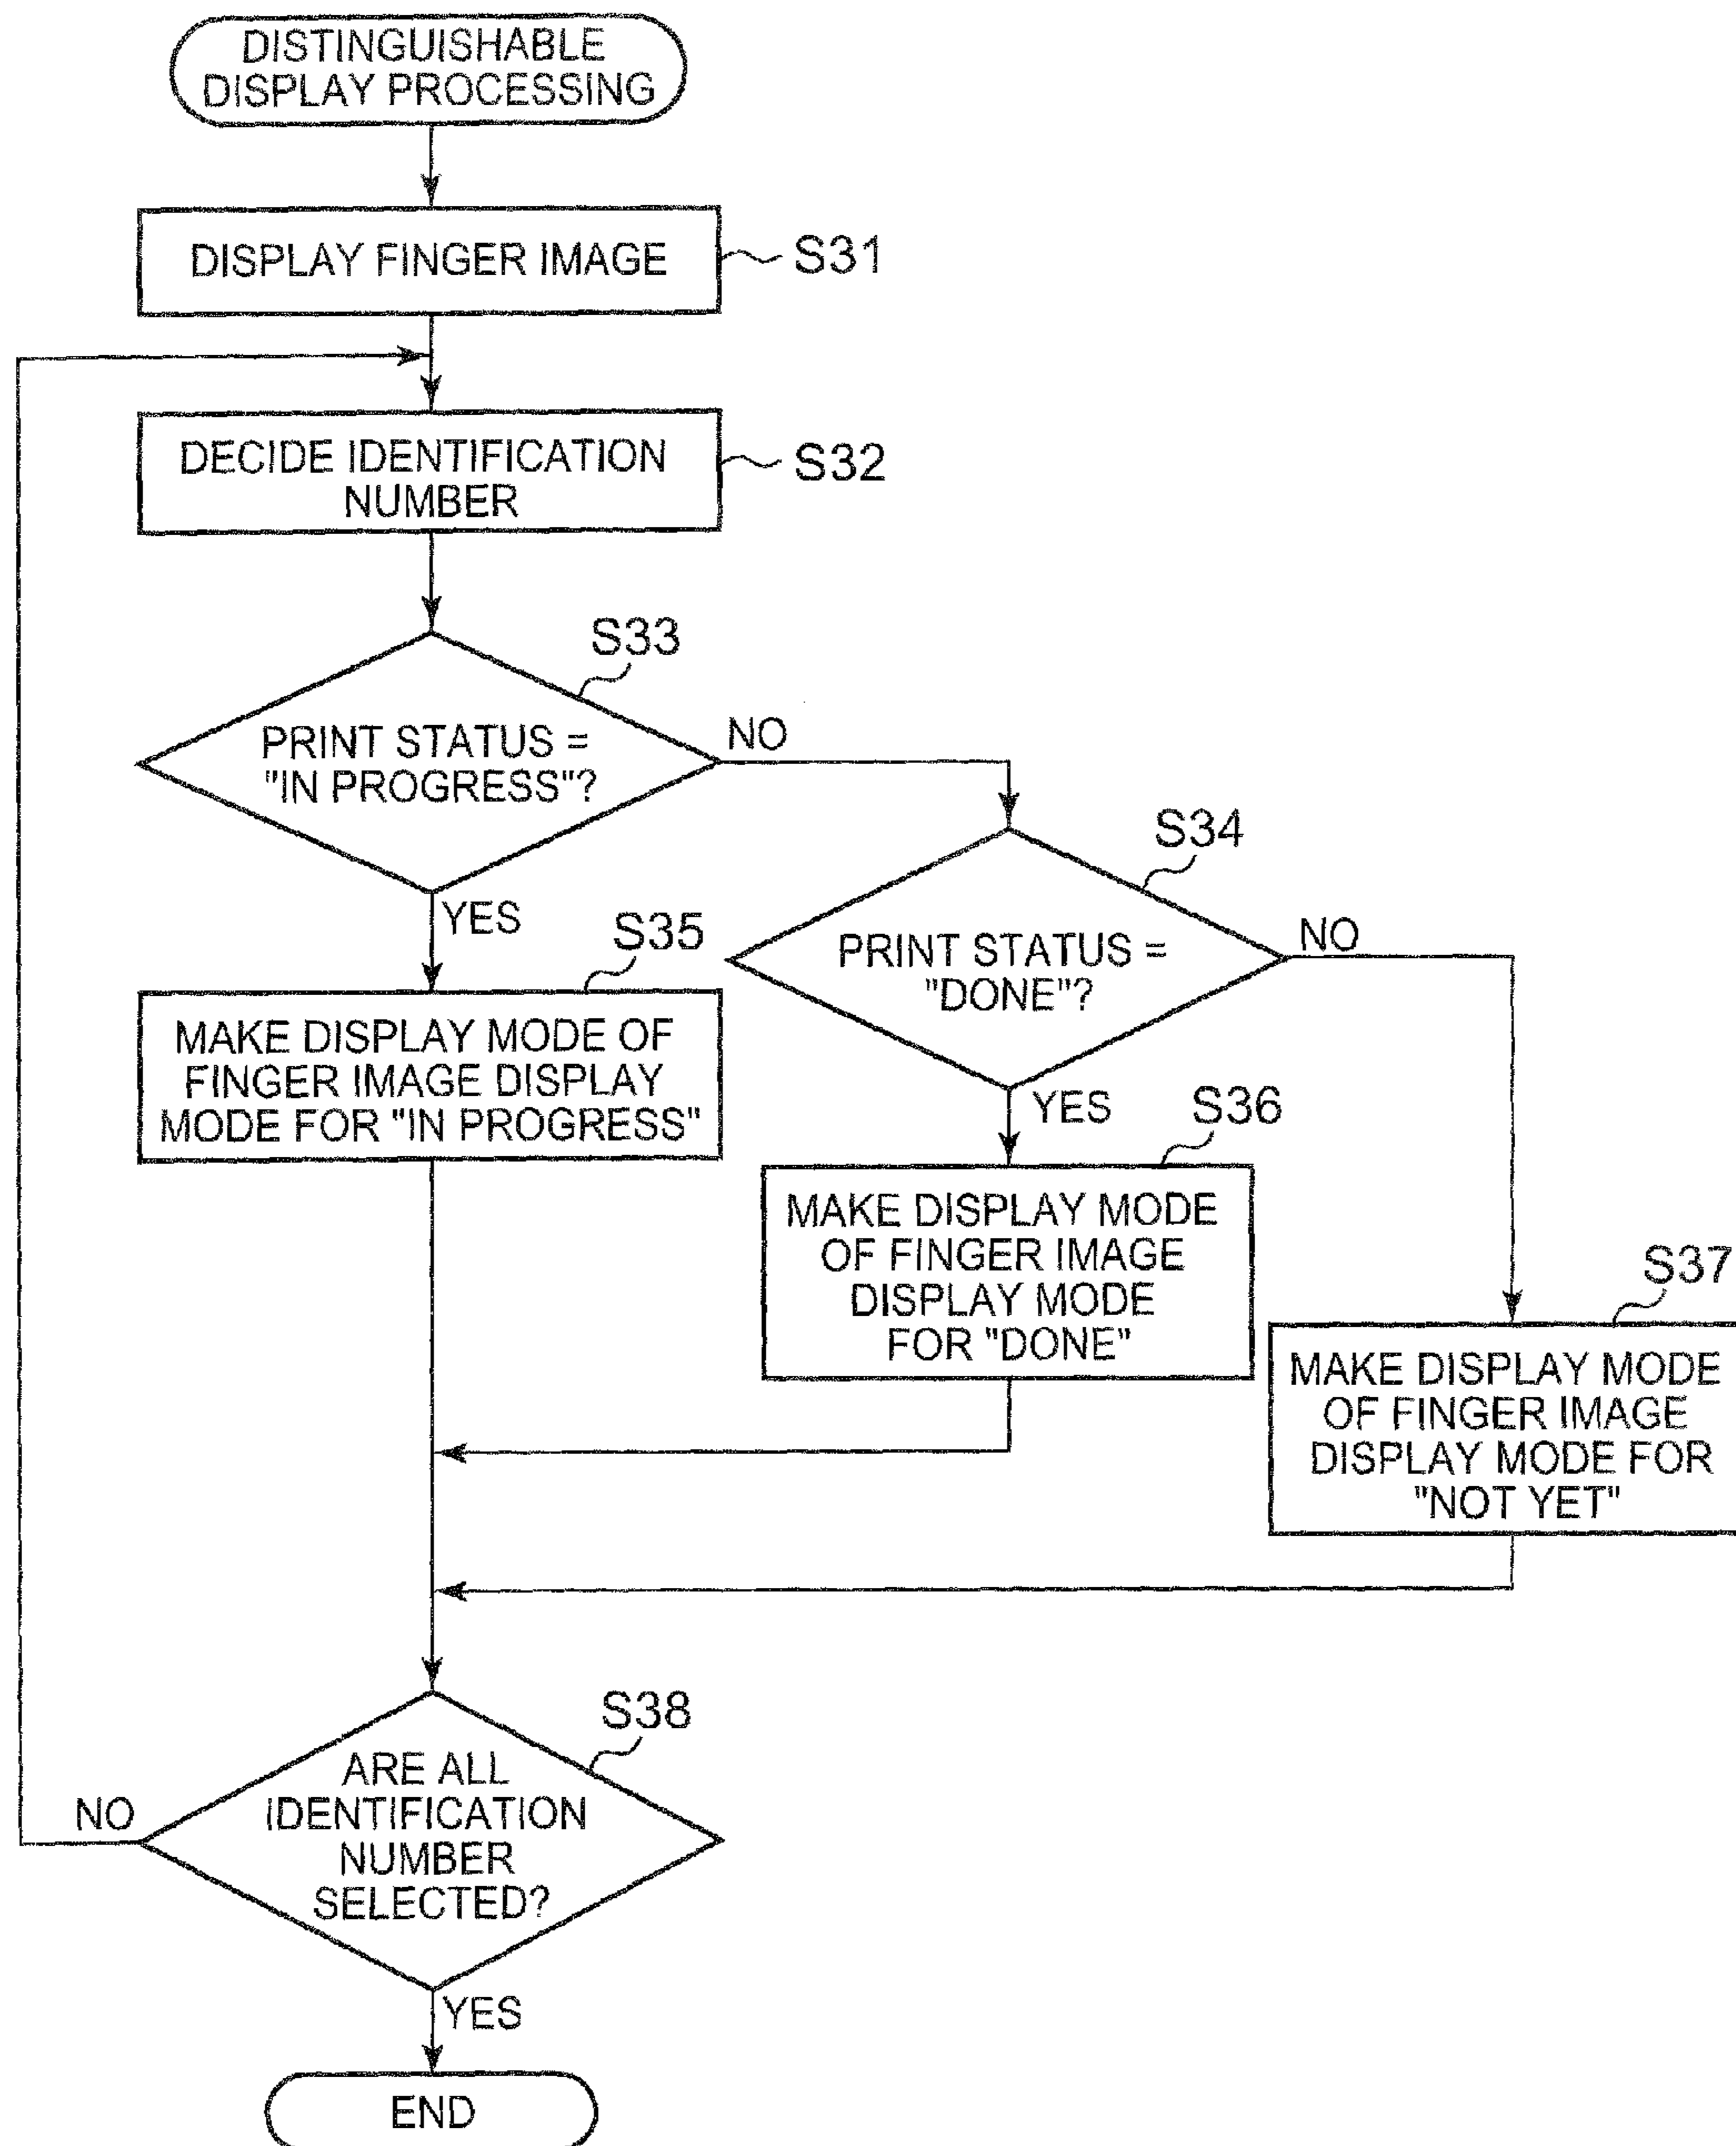 DISTINGUISHABLE
DISPLAY PROCESSING
DISPLAY FINGER IMAGE
S31
DECIDE IDENTIFICATION
NUMBER
S32
S33
PRINT STATUS =
"IN PROGRESS"?
NO
YES
S34
PRINT STATUS =
"DONE"?
NO
YES
S35
MAKE DISPLAY MODE OF
FINGER IMAGE DISPLAY
MODE FOR "IN PROGRESS"
S36
MAKE DISPLAY MODE
OF FINGER IMAGE
DISPLAY MODE
FOR "DONE"
S37
MAKE DISPLAY MODE
OF FINGER IMAGE
DISPLAY MODE FOR
"NOT YET"
S38
ARE ALL
IDENTIFICATION
NUMBER
SELECTED?
NO
YES
END